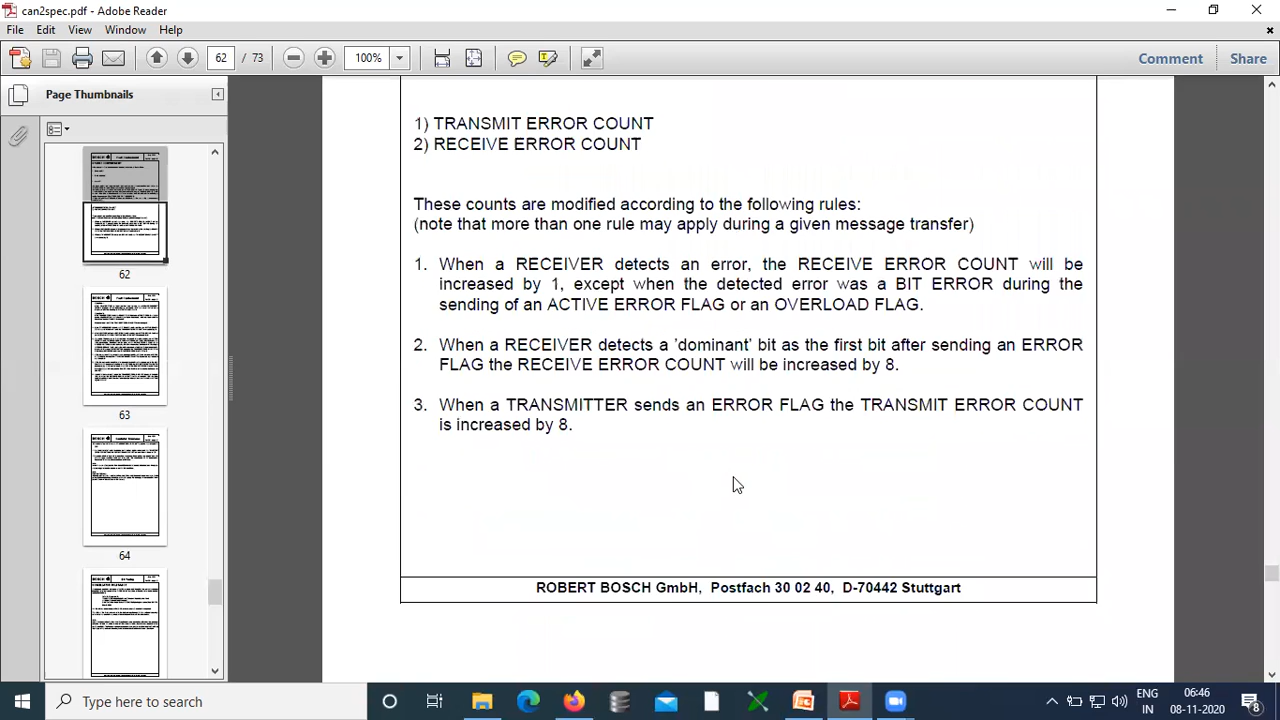 can2spec.pdf - Adobe Reader
File Edit View Window Help
62 / 73 100% Comment Share
Page Thumbnails
62
63
64
1) TRANSMIT ERROR COUNT
2) RECEIVE ERROR COUNT
These counts are modified according to the following rules:
(note that more than one rule may apply during a given message transfer)
1. When a RECEIVER detects an error, the RECEIVE ERROR COUNT will be
increased by 1, except when the detected error was a BIT ERROR during the
sending of an ACTIVE ERROR FLAG or an OVERLOAD FLAG.
2. When a RECEIVER detects a 'dominant' bit as the first bit after sending an ERROR
FLAG the RECEIVE ERROR COUNT will be increased by 8.
3. When a TRANSMITTER sends an ERROR FLAG the TRANSMIT ERROR COUNT
is increased by 8.
ROBERT BOSCH GmbH, Postfach 30 02 40, D-70442 Stuttgart
Type here to search
ENG
IN
06:46
08-11-2020
8